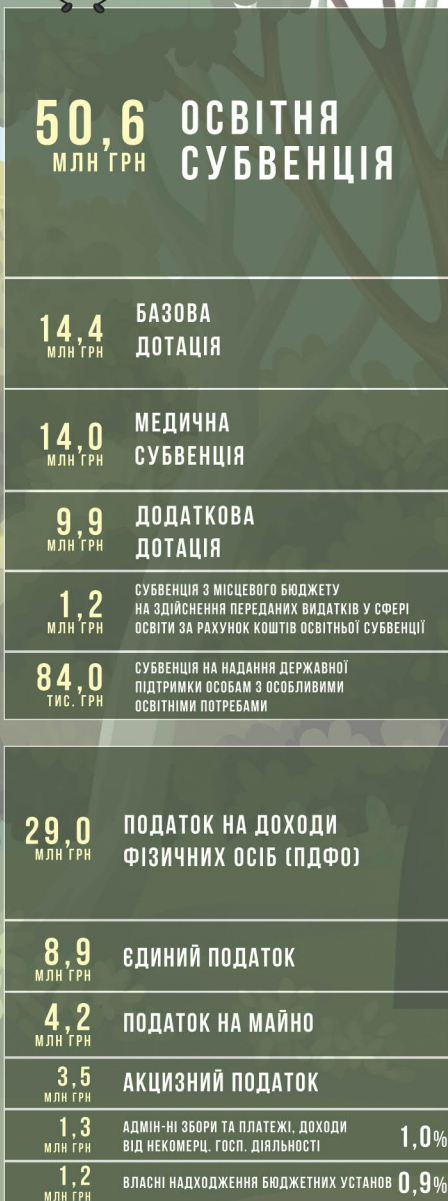 50,6
МЛН ГРН
ОСВІТНЯ
СУБВЕНЦІЯ
14,4
МЛН ГРН
БАЗОВА
ДОТАЦІЯ
14,0
МЛН ГРН
МЕДИЧНА
СУБВЕНЦІЯ
9,9
МЛН ГРН
ДОДАТКОВА
ДОТАЦІЯ
1,2
МЛН ГРН
СУБВЕНЦІЯ З МІСЦЕВОГО БЮДЖЕТУ
НА ЗДІЙСНЕННЯ ПЕРЕДАНИХ ВИДАТКІВ У СФЕРІ
ОСВІТИ ЗА РАХУНОК КОШТІВ ОСВІТНЬОЇ СУБВЕНЦІЇ
84,0
ТИС. ГРН
СУБВЕНЦІЯ НА НАДАННЯ ДЕРЖАВНОЇ
ПІДТРИМКИ ОСОБАМ З ОСОБЛИВИМИ
ОСВІТНІМИ ПОТРЕБАМИ
29,0
МЛН ГРН
ПОДАТОК НА ДОХОДИ
ФІЗИЧНИХ ОСІБ (ПДФО)
8,9
МЛН ГРН
ЄДИНИЙ ПОДАТОК
4,2
МЛН ГРН
ПОДАТОК НА МАЙНО
3,5
МЛН ГРН
АКЦИЗНИЙ ПОДАТОК
1,3
МЛН ГРН
АДМІН-НІ ЗБОРИ ТА ПЛАТЕЖІ, ДОХОДИ
ВІД НЕКОМЕРЦ. ГОСП. ДІЯЛЬНОСТІ
1,0%
1,2
МЛН ГРН
ВЛАСНІ НАДХОДЖЕННЯ БЮДЖЕТНИХ УСТАНОВ 0,9%